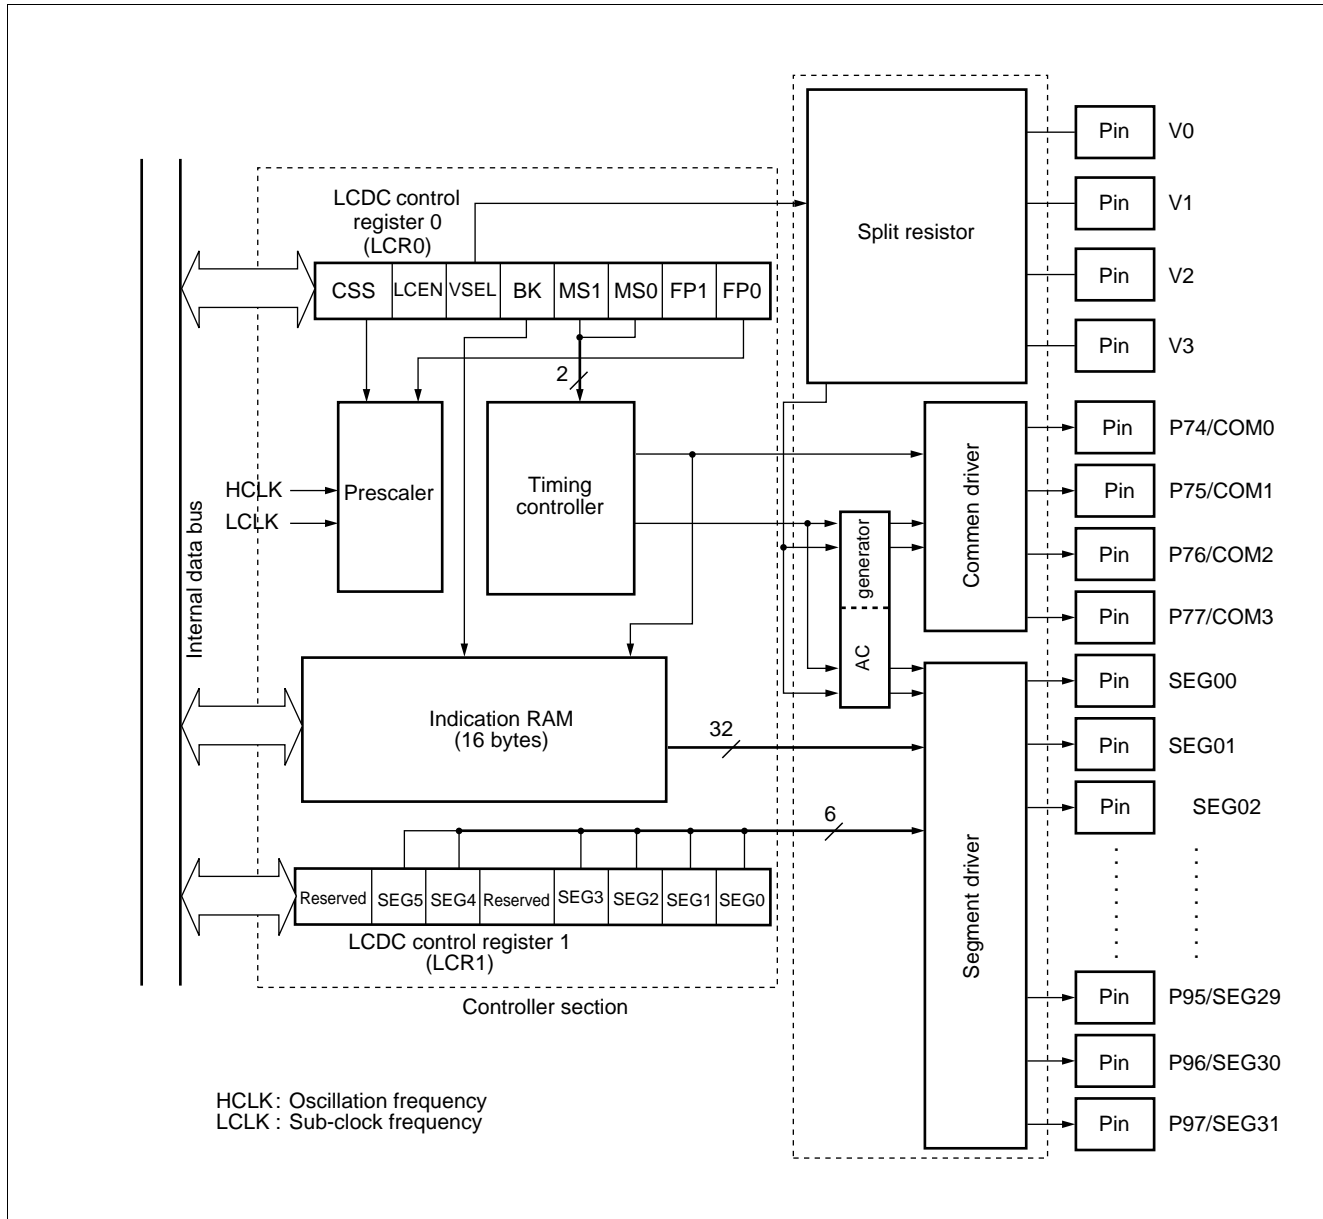 Pin V0
Pin V1
Pin V2
Pin V3
Split resistor
LCDC control
register 0
(LCR0)
CSS LCEN VSEL BK MS1 MS0 FP1 FP0
2
Prescaler
Timing
controller
HCLK
LCLK
Internal data bus
AC generator
Commen driver
Pin P74/COM0
Pin P75/COM1
Pin P76/COM2
Pin P77/COM3
Indication RAM
(16 bytes)
32
6
Segment driver
Pin SEG00
Pin SEG01
Pin SEG02
Reserved SEG5 SEG4 Reserved SEG3 SEG2 SEG1 SEG0
LCDC control register 1
(LCR1)
Controller section
Pin P95/SEG29
Pin P96/SEG30
Pin P97/SEG31
HCLK : Oscillation frequency
LCLK : Sub-clock frequency